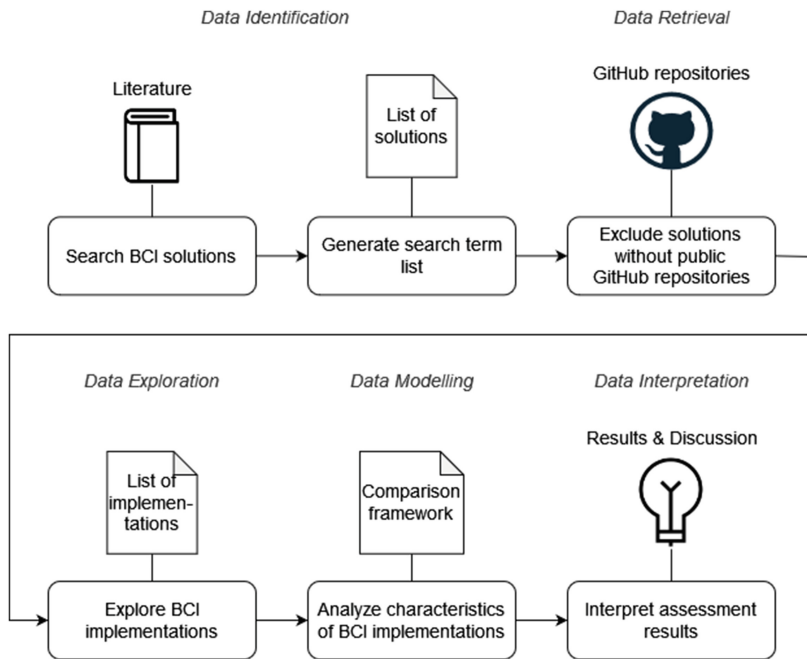 Data Identification
Data Retrieval
Literature
List of
solutions
GitHub repositories
Search BCI solutions
Generate search term
list
Exclude solutions
without public
GitHub repositories
Data Exploration
Data Modelling
Data Interpretation
List of
implemen-
tations
Comparison
framework
Results & Discussion
Explore BCI
implementations
Analyze characteristics
of BCI implementations
Interpret assessment
results